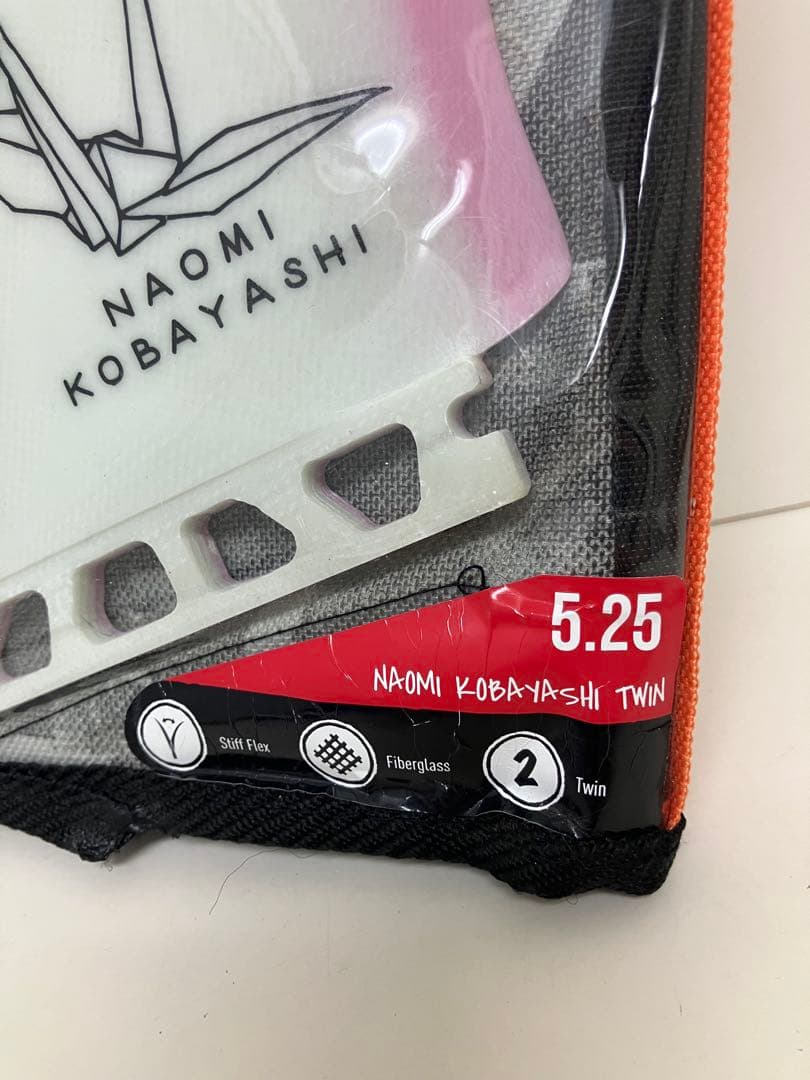 NAOMI
KOBAYASHI
5.25
NAOMI KOBAYASHI TWIN
Stiff Flex
Fiberglass
2
Twin